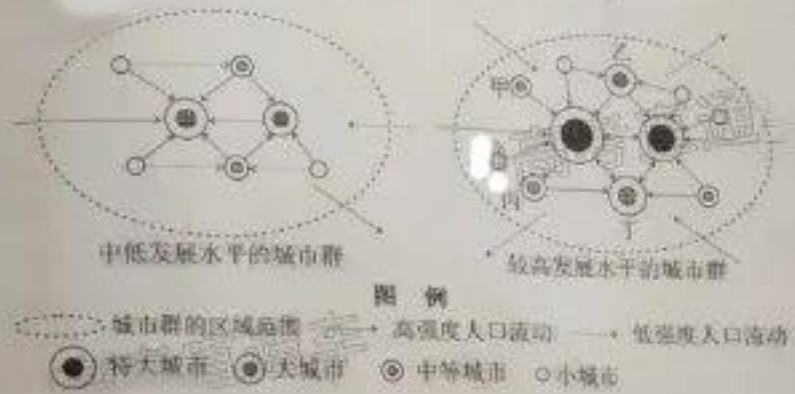 甲
乙
丙
丁
中低发展水平的城市群
较高发展水平的城市群
图 例
城市群的区域范围 高强度人口流动 低强度人口流动
特大城市 大城市 中等城市 小城市